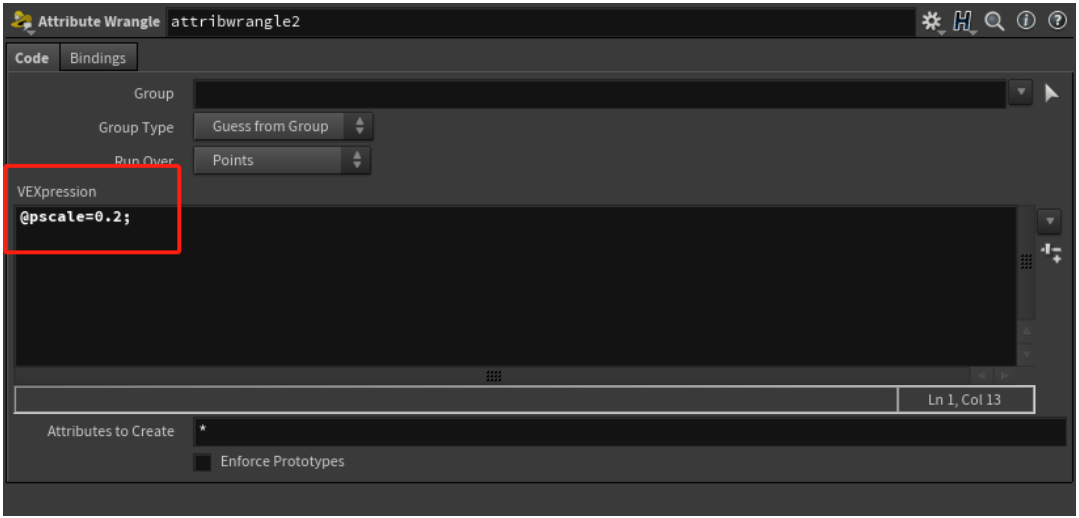 Attribute Wrangle attribwrangle2
Code Bindings
Group
Group Type Guess from Group
Run Over Points
VEXpression
@pscale=0.2;
Ln 1, Col 13
Attributes to Create *
Enforce Prototypes